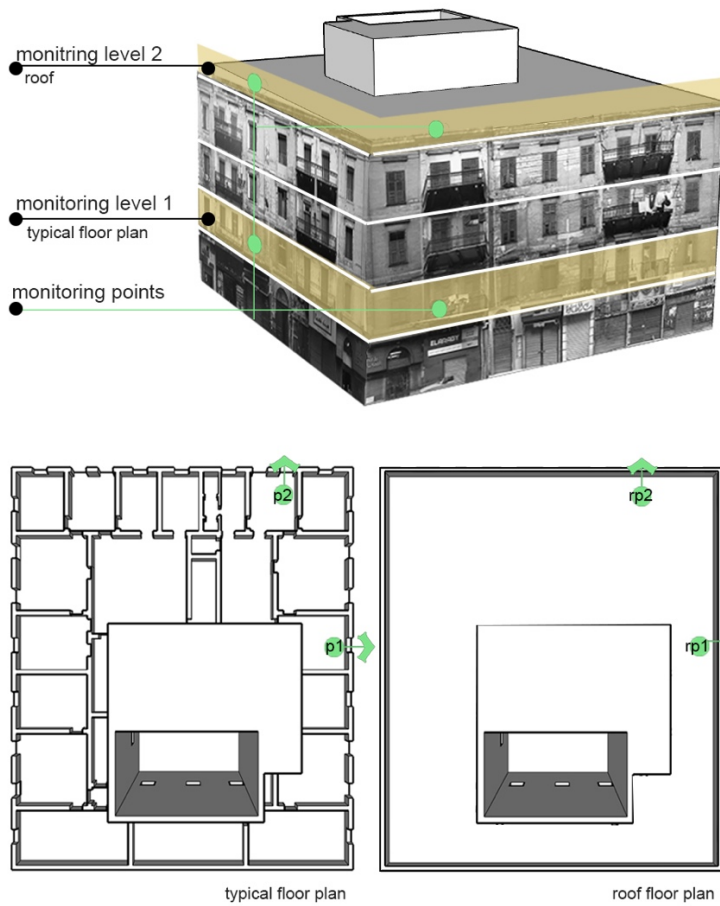 monitring level 2
roof
monitoring level 1
typical floor plan
monitoring points
ELARABY
p2
rp2
p1
rp1
typical floor plan
roof floor plan